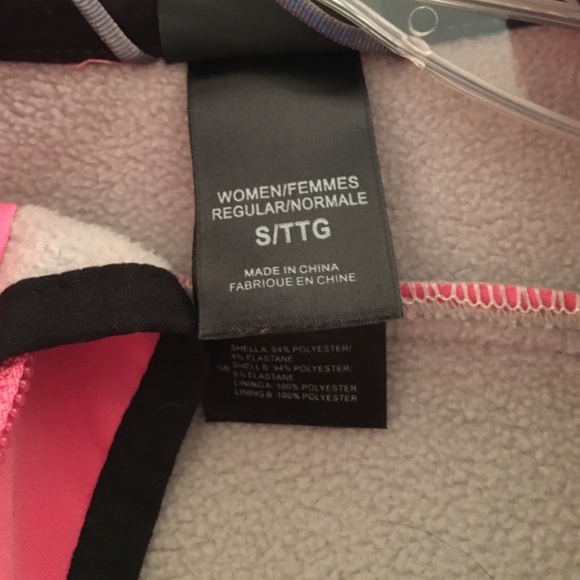 WOMEN/FEMMES
REGULAR/NORMALE
S/TTG
MADE IN CHINA
FABRIQUE EN CHINE
SHELL A: 94% POLYESTER/
6% ELASTANE
GB SHELL B: 94% POLYESTER/
6% ELASTANE
LINING A: 100% POLYESTER
LINING B: 100% POLYESTER